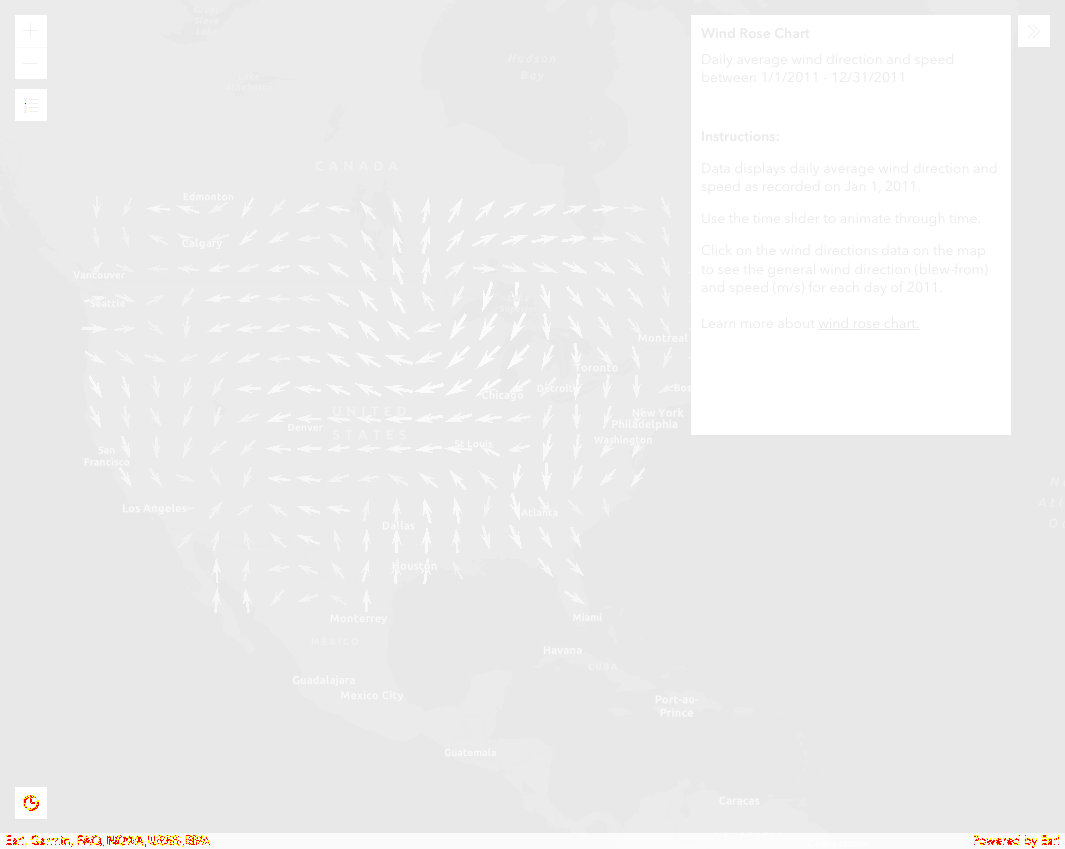 Wind Rose Chart
Daily average wind direction and speed
between 1/1/2011 - 12/31/2011
Instructions:
Data displays daily average wind direction and
speed as recorded on Jan 1, 2011.
Use the time slider to animate through time.
Click on the wind directions data on the map
to see the general wind direction (blew-from)
and speed (m/s) for each day of 2011.
Learn more about wind rose chart.
Hudson
Bay
CANADA
Edmonton
Calgary
Vancouver
Seattle
Montreal
Toronto
Detroit
Chicago
New York
Philadelphia
UNITED
STATES
Denver
St Louis
Washington
San
Francisco
Los Angeles
Atlanta
Dallas
Houston
Monterrey
Miami
MEXICO
Havana
CUBA
Guadalajara
Mexico City
Port-au-
Prince
Guatemala
Caracas
Esri, Garmin, FAO, NOAA, USGS, EPA
Powered by Esri